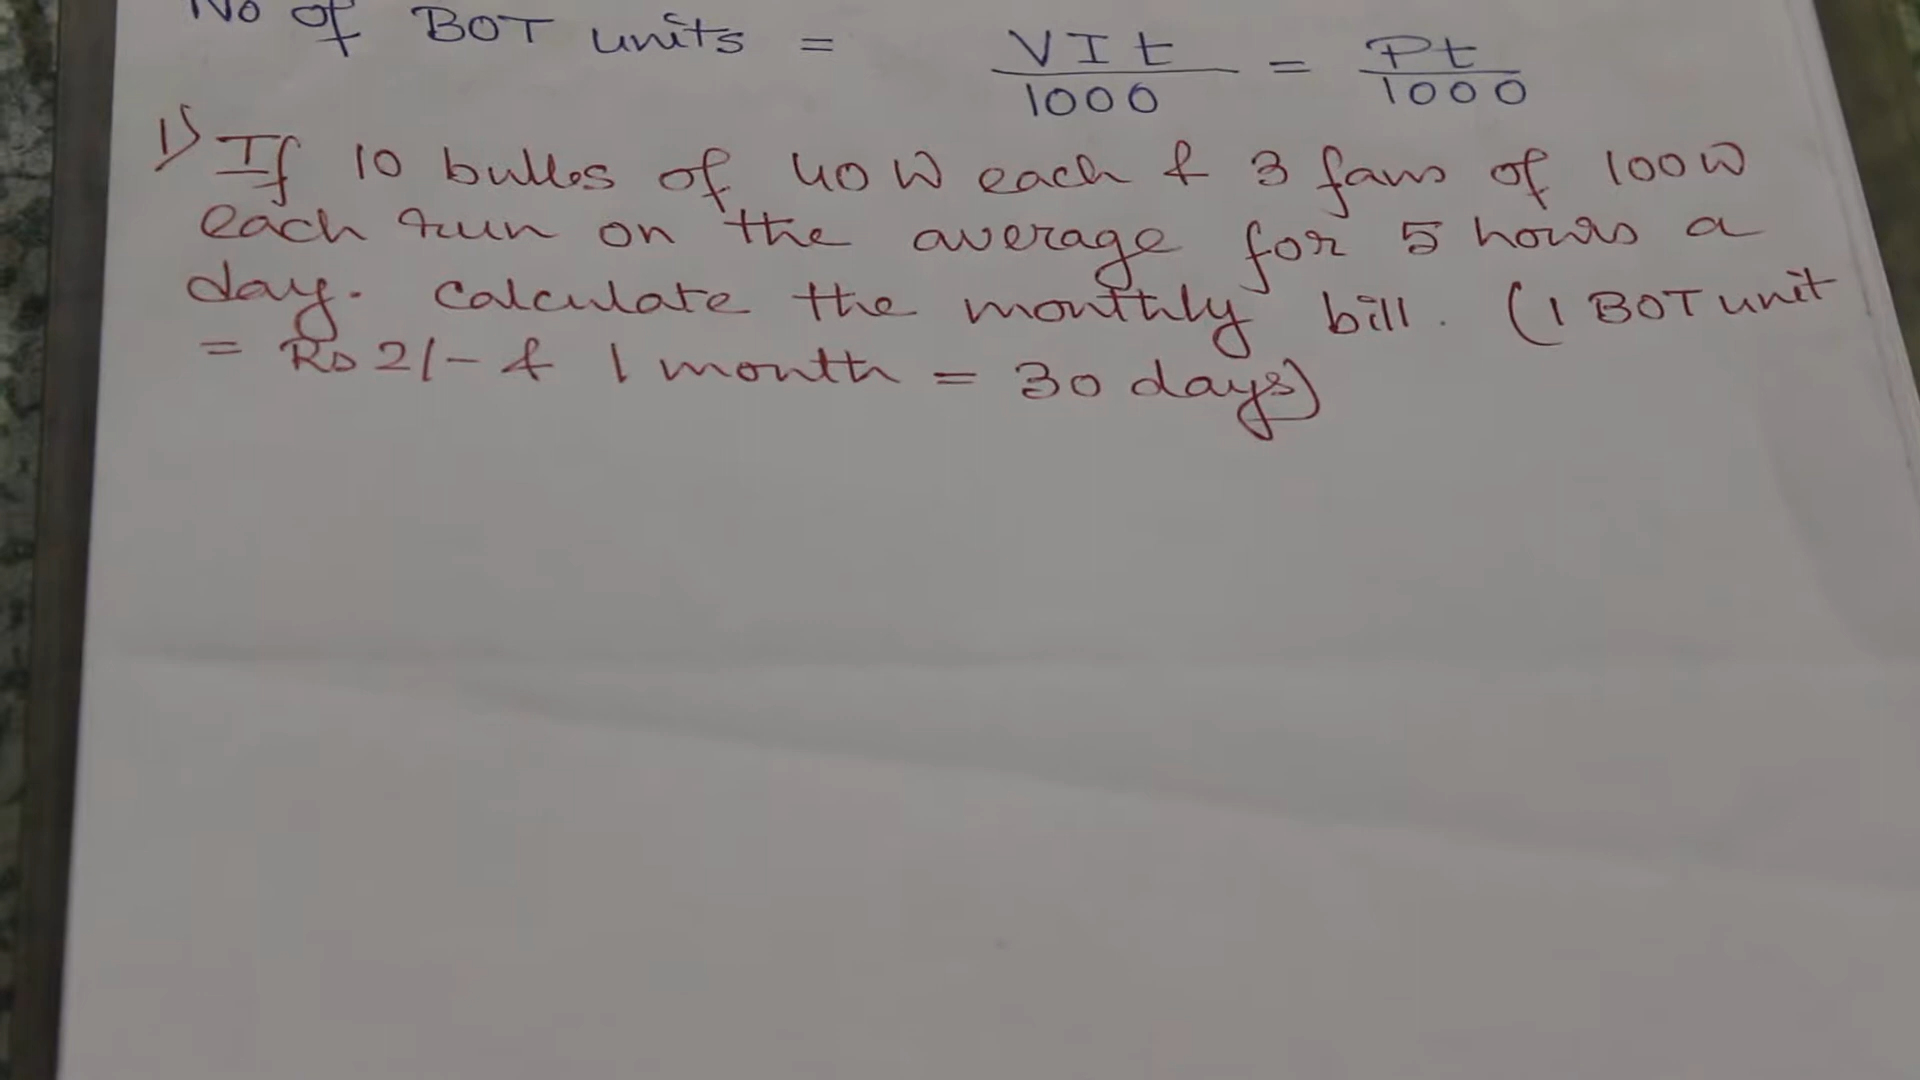 No of BOT units = VIt/1000 = Pt/1000
1) If 10 bulbs of 40W each & 3 fans of 100W
each run on the average for 5 hours a
day. Calculate the monthly bill. (1 BOT unit
= Rs 2/- & 1 month = 30 days)